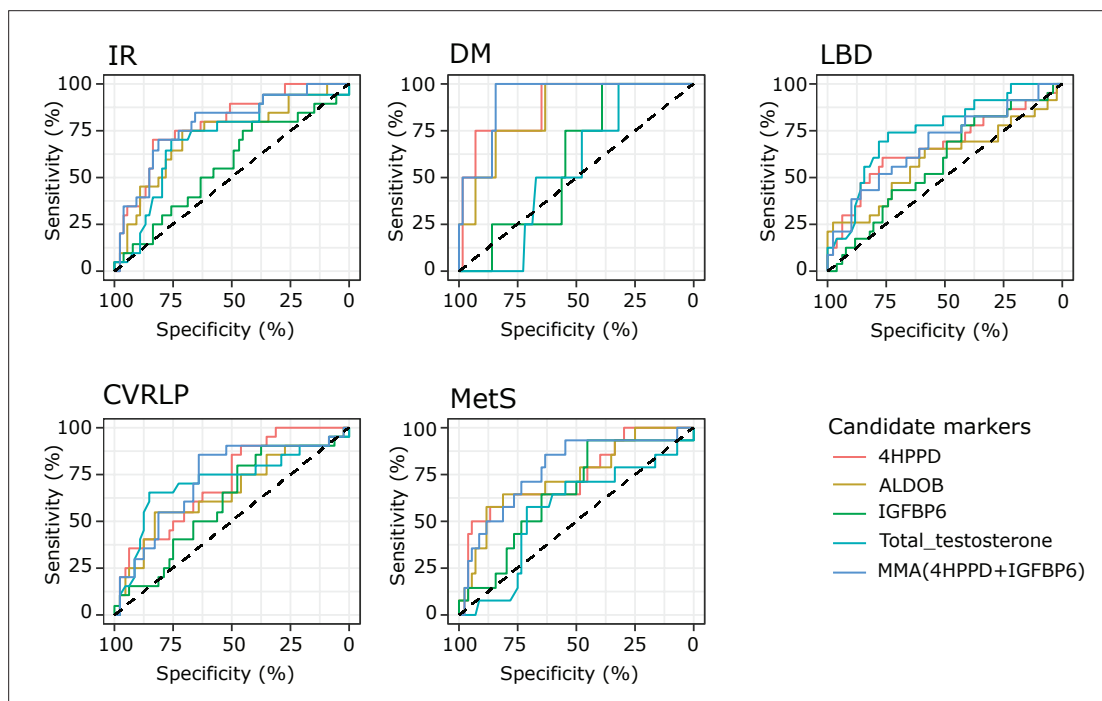 IR
100
75
50
25
0
Sensitivity (%)
100 75 50 25 0
Specificity (%)
DM
100
75
50
25
0
Sensitivity (%)
100 75 50 25 0
Specificity (%)
LBD
100
75
50
25
0
Sensitivity (%)
100 75 50 25 0
Specificity (%)
CVRLP
100
75
50
25
0
Sensitivity (%)
100 75 50 25 0
Specificity (%)
MetS
100
75
50
25
0
Sensitivity (%)
100 75 50 25 0
Specificity (%)
Candidate markers
4HPPD
ALDOB
IGFBP6
Total_testosterone
MMA(4HPPD+IGFBP6)